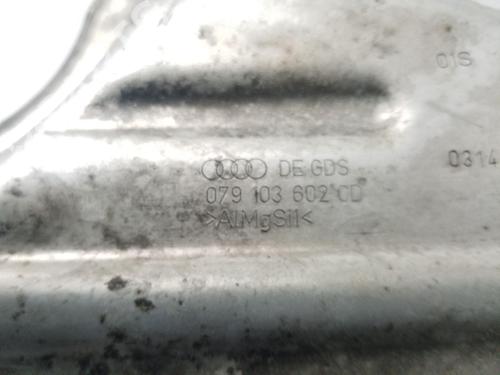 01S
DE GDS
0314
079 103 602 CD
>AlMgSi1<